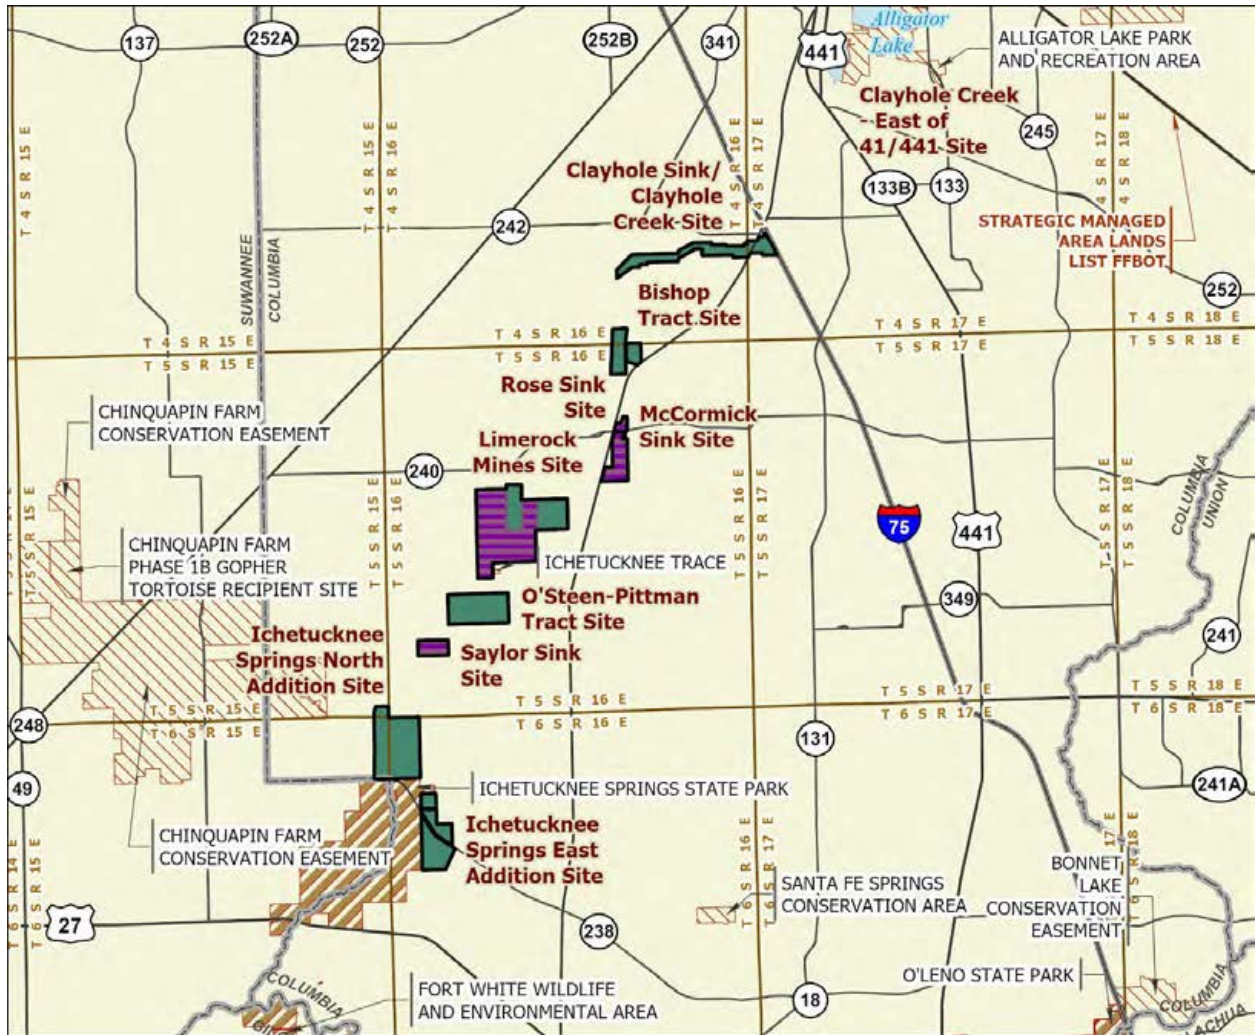 137
252A
252
252B
341
441
Alligator
Lake
ALLIGATOR LAKE PARK
AND RECREATION AREA
Clayhole Creek
- East of
41/441 Site
245
T 4 S R 15 E
T 4 S R 15 E
T 4 S R 16 E
T 4 S R 16 E
T 4 S R 17 E
T 4 S R 17 E
T 4 S R 18 E
Clayhole Sink/
Clayhole
Creek Site
133B
133
242
STRATEGIC MANAGED
AREA LANDS
LIST FFBOT
252
SUWANNEE
COLUMBIA
Bishop
Tract Site
T 4 S R 15 E
T 5 S R 15 E
T 4 S R 16 E
T 5 S R 16 E
T 4 S R 17 E
T 5 S R 17 E
T 4 S R 18 E
T 5 S R 18 E
Rose Sink
Site
McCormick
Sink Site
CHINQUAPIN FARM
CONSERVATION EASEMENT
Limerock
Mines Site
240
COLUMBIA
UNION
75
441
T 5 S R 15 E
T 5 S R 15 E
T 5 S R 16 E
T 5 S R 16 E
T 5 S R 17 E
T 5 S R 17 E
T 5 S R 18 E
CHINQUAPIN FARM
PHASE 1B GOPHER
TORTOISE RECIPIENT SITE
ICHETUCKNEE TRACE
O'Steen-Pittman
Tract Site
349
241
Ichetucknee
Springs North
Addition Site
Saylor Sink
Site
T 5 S R 15 E
T 6 S R 15 E
T 5 S R 16 E
T 6 S R 16 E
T 5 S R 17 E
T 6 S R 17 E
T 5 S R 18 E
T 6 S R 18 E
248
131
49
241A
ICHETUCKNEE SPRINGS STATE PARK
CHINQUAPIN FARM
CONSERVATION EASEMENT
Ichetucknee
Springs East
Addition Site
T 6 S R 14 E
T 6 S R 15 E
T 6 S R 16 E
T 6 S R 17 E
17 E
T 6 S R 18 E
SANTA FE SPRINGS
CONSERVATION AREA
BONNET
LAKE
CONSERVATION
EASEMENT
27
238
O'LENO STATE PARK
18
COLUMBIA
FORT WHITE WILDLIFE
AND ENVIRONMENTAL AREA
COLUMBIA